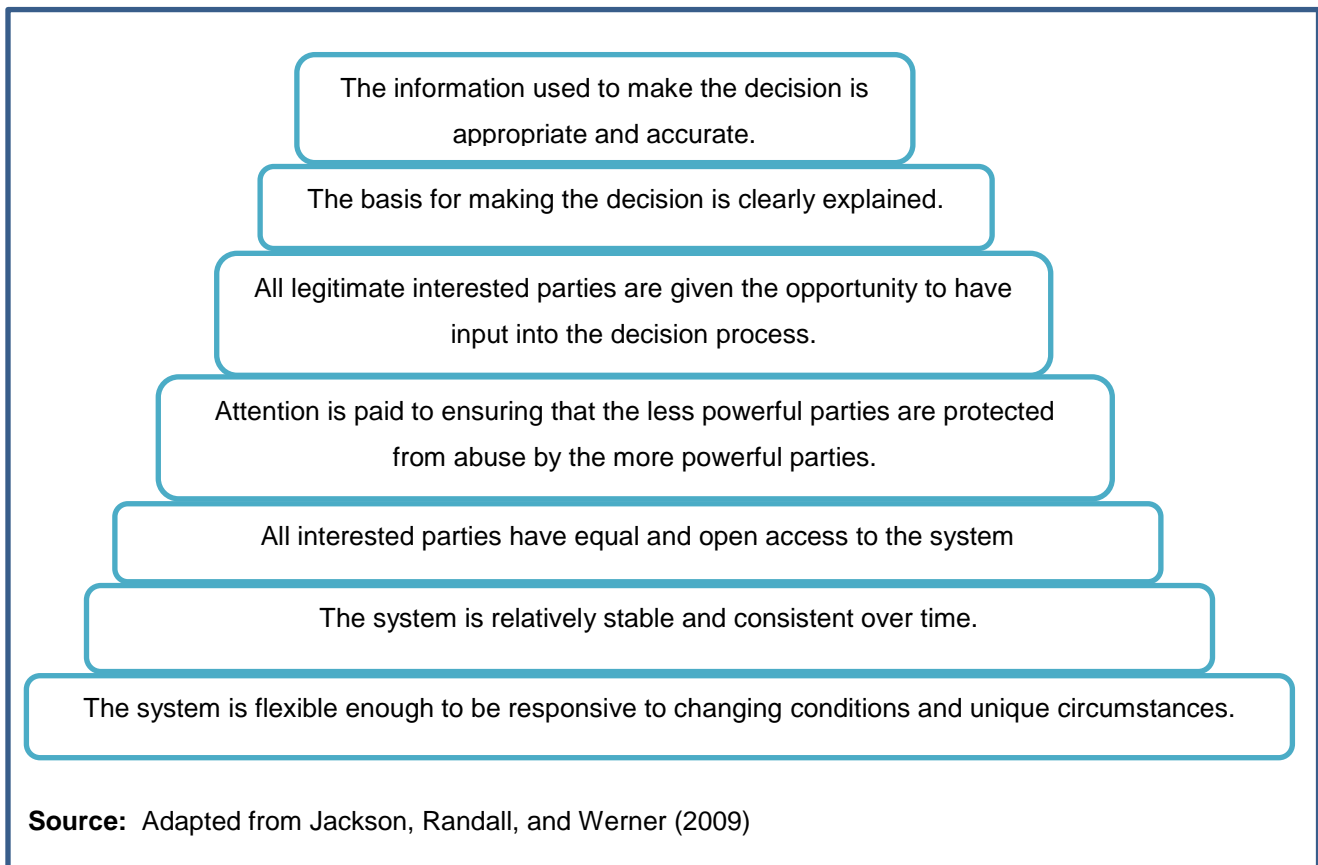 The information used to make the decision is
appropriate and accurate.
The basis for making the decision is clearly explained.
All legitimate interested parties are given the opportunity to have
input into the decision process.
Attention is paid to ensuring that the less powerful parties are protected
from abuse by the more powerful parties.
All interested parties have equal and open access to the system
The system is relatively stable and consistent over time.
The system is flexible enough to be responsive to changing conditions and unique circumstances.
Source: Adapted from Jackson, Randall, and Werner (2009)